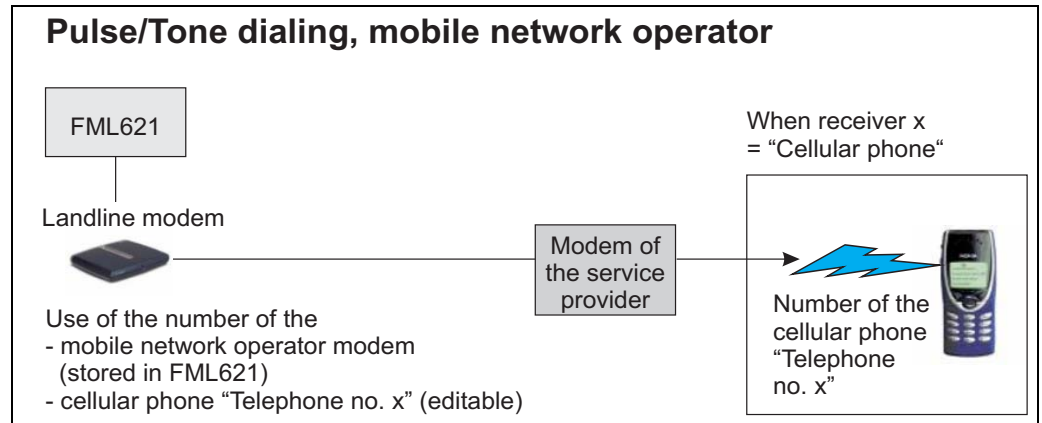 Pulse/Tone dialing, mobile network operator
FML621
When receiver x
= “Cellular phone“
Landline modem
Modem of
the service
provider
Number of the
cellular phone
“Telephone
no. x”
NOKIA
Use of the number of the
- mobile network operator modem
(stored in FML621)
- cellular phone “Telephone no. x” (editable)